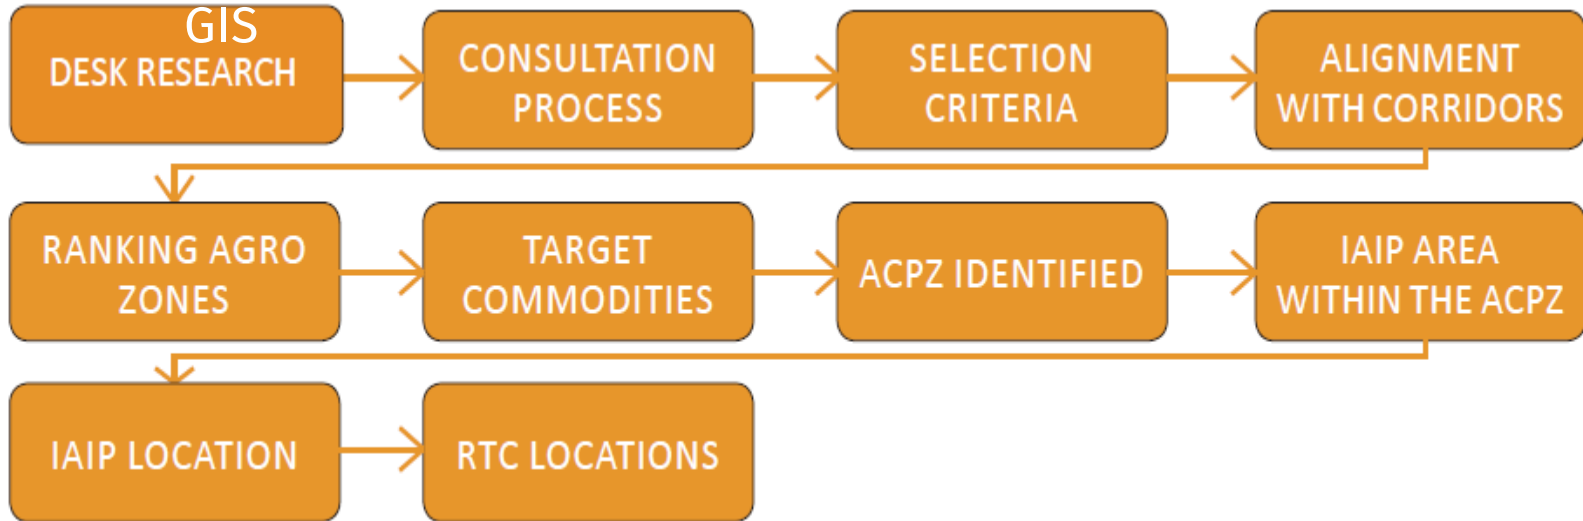 GIS
DESK RESEARCH
CONSULTATION
PROCESS
SELECTION
CRITERIA
ALIGNMENT
WITH CORRIDORS
RANKING AGRO
ZONES
TARGET
COMMODITIES
ACPZ IDENTIFIED
IAIP AREA
WITHIN THE ACPZ
IAIP LOCATION
RTC LOCATIONS